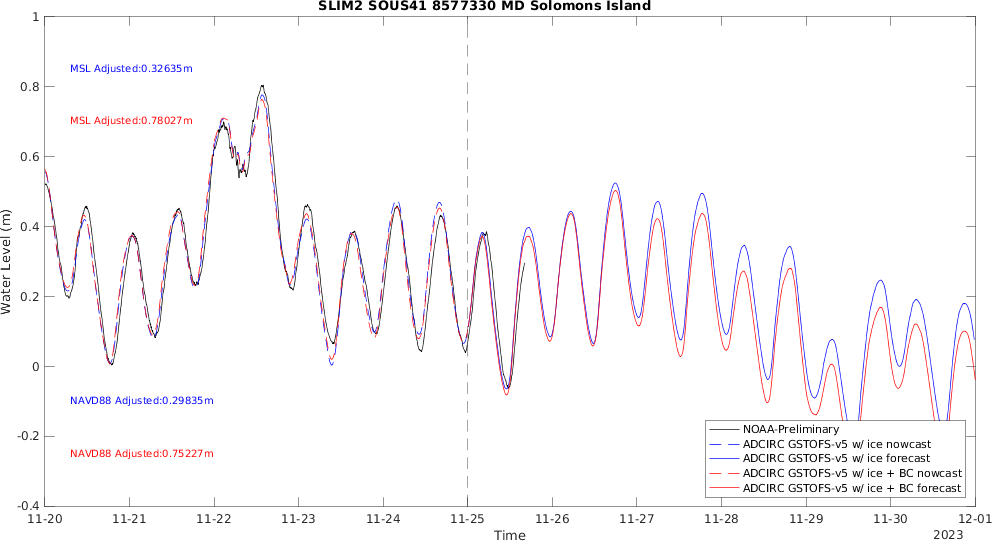 SLIM2 SOUS41 8577330 MD Solomons Island
Water Level (m)
1
0.8
0.6
0.4
0.2
0
-0.2
-0.4
MSL Adjusted:0.32635m
MSL Adjusted:0.78027m
NAVD88 Adjusted:0.29835m
NAVD88 Adjusted:0.75227m
NOAA-Preliminary
ADCIRC GSTOFS-v5 w/ ice nowcast
ADCIRC GSTOFS-v5 w/ ice forecast
ADCIRC GSTOFS-v5 w/ ice + BC nowcast
ADCIRC GSTOFS-v5 w/ ice + BC forecast
11-20 11-21 11-22 11-23 11-24 11-25 11-26 11-27 11-28 11-29 11-30 12-01
Time
2023